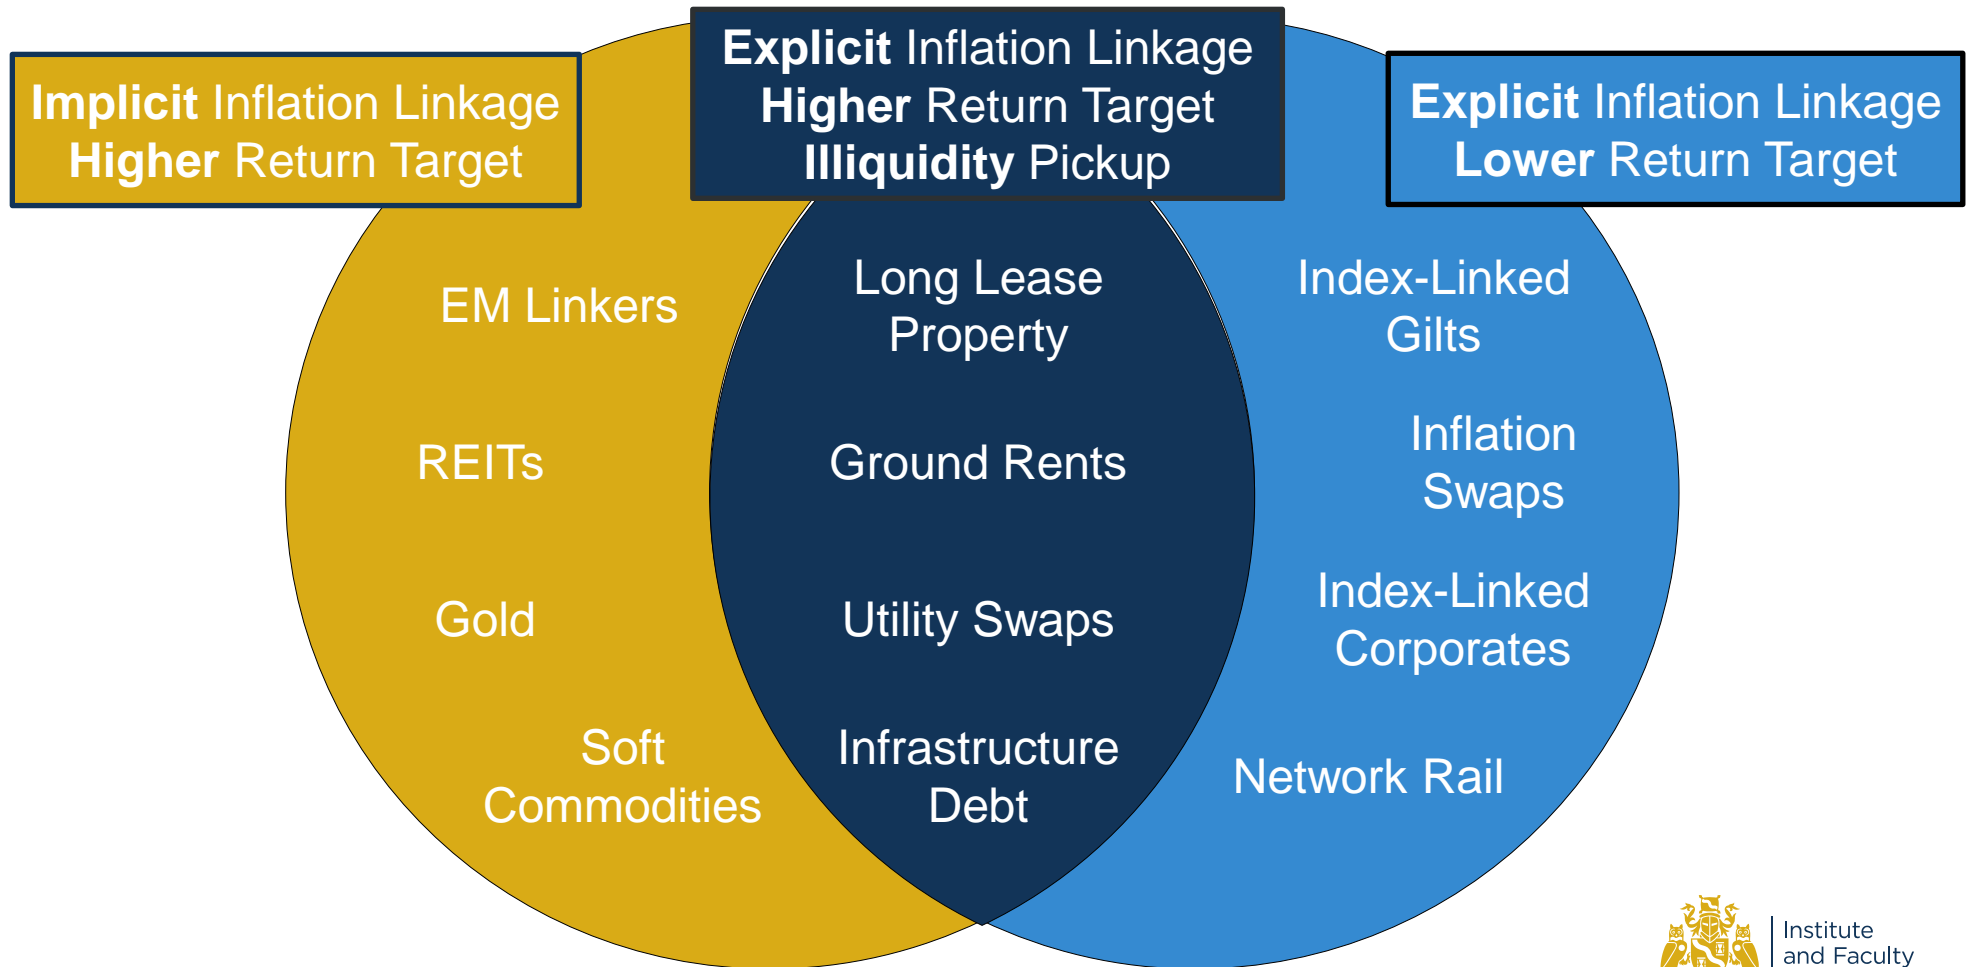 Implicit Inflation Linkage
Higher Return Target
Explicit Inflation Linkage
Higher Return Target
Illiquidity Pickup
Explicit Inflation Linkage
Lower Return Target
EM Linkers
REITs
Gold
Soft
Commodities
Long Lease
Property
Ground Rents
Utility Swaps
Infrastructure
Debt
Index-Linked
Gilts
Inflation
Swaps
Index-Linked
Corporates
Network Rail
Institute
and Faculty